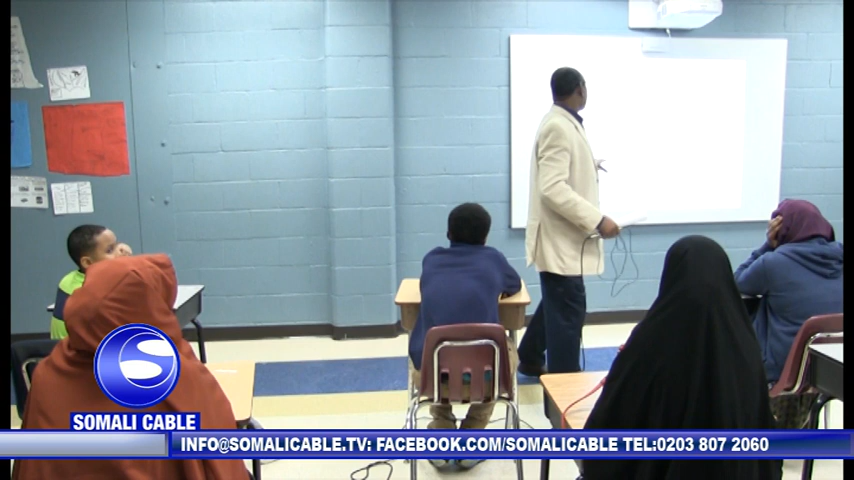 SOMALI CABLE
INFO@SOMALICABLE.TV: FACEBOOK.COM/SOMALICABLE TEL:0203 807 2060